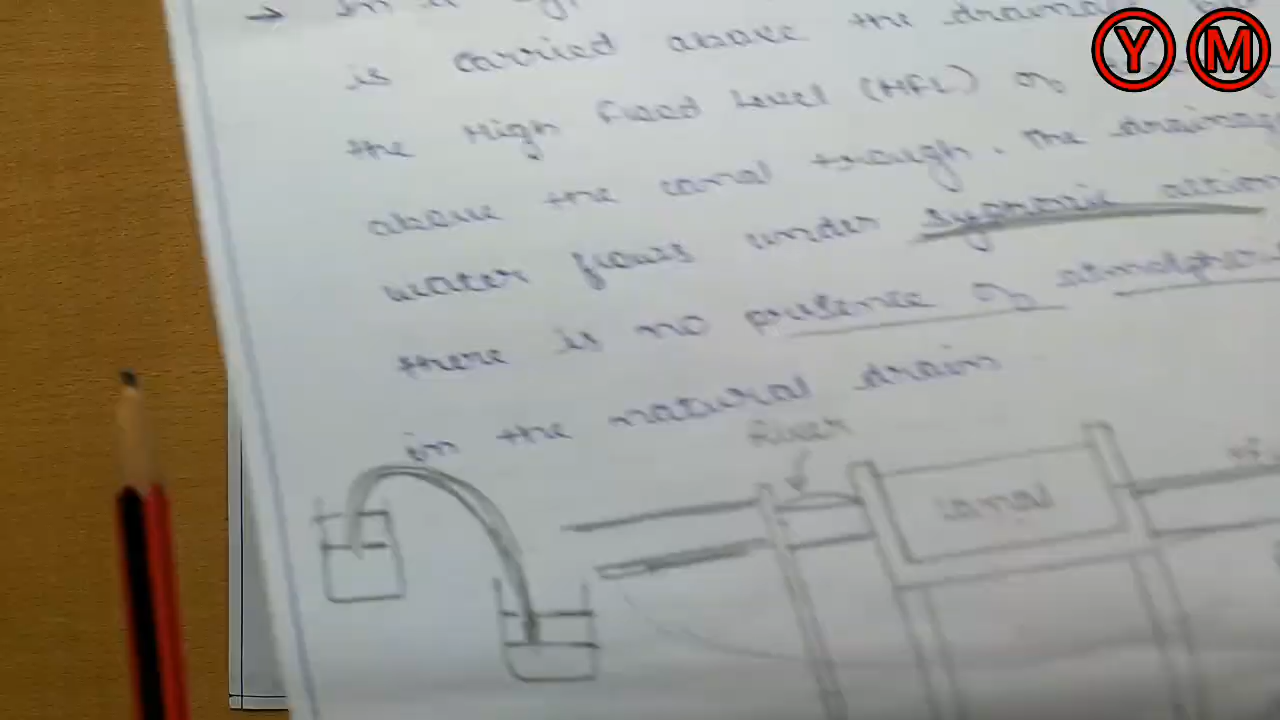 → In a
is carried above the drainage
the High Flood Level (HFL) of
above the canal trough. The drainage
water flows under syphonic action
there is no presence of atmospheric
in the natural drain
River
canal
Y M